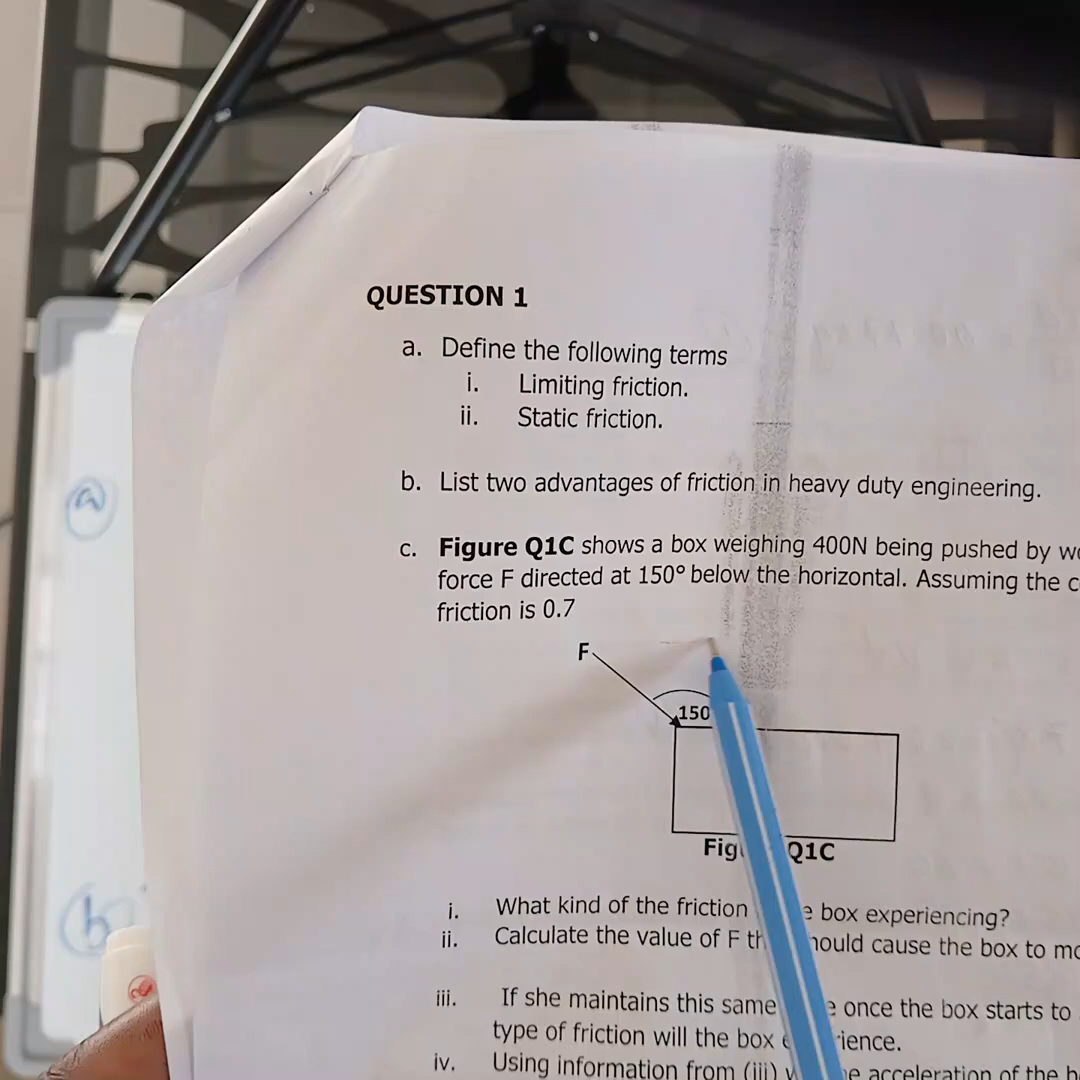 QUESTION 1
a. Define the following terms
i. Limiting friction.
ii. Static friction.
b. List two advantages of friction in heavy duty engineering.
c. Figure Q1C shows a box weighing 400N being pushed by
force F directed at 150° below the horizontal. Assuming the
friction is 0.7
F
150
Q1C
i. What kind of the friction box experiencing?
ii. Calculate the value of F cause the box to
iii. If she maintains this same once the box starts to
type of friction will the box
iv. Using information from (iii) acceleration of the
a
b